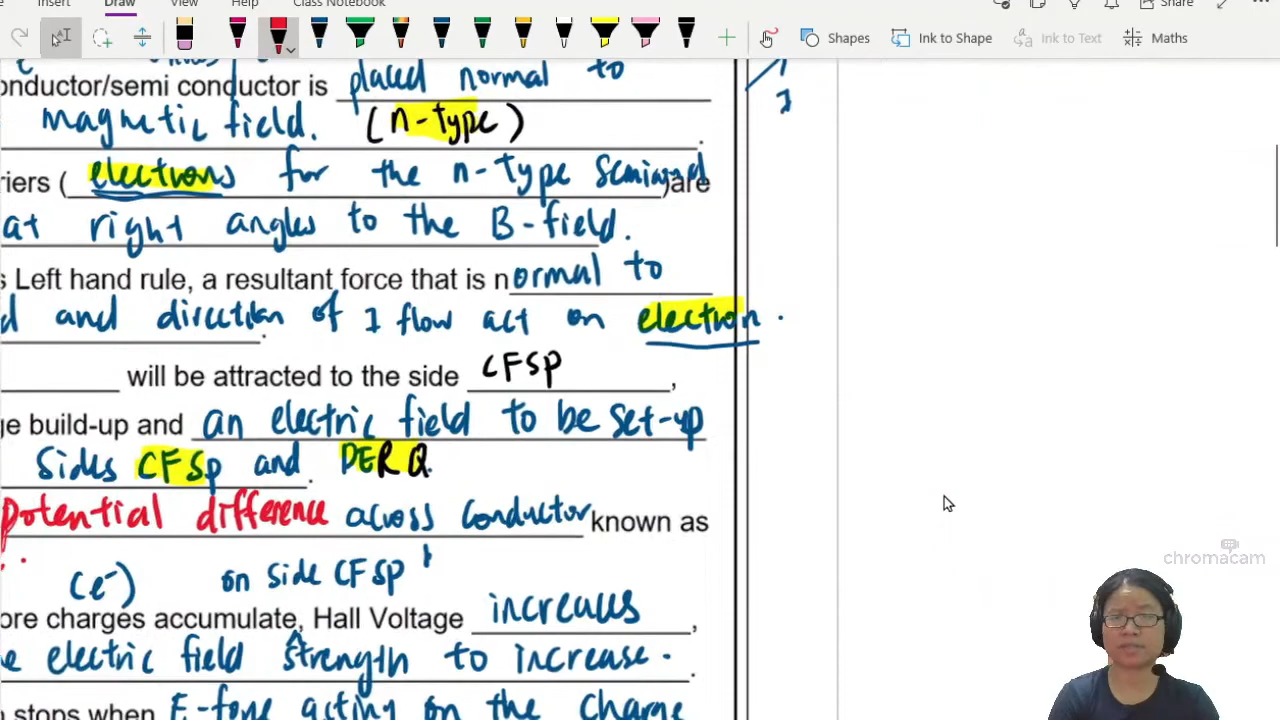 Insert Draw View Help Class Notebook Share
Shapes Ink to Shape Ink to Text Maths
onductor/semi conductor is placed normal to
magnetic field. (n-type).
riers ( electrons for the n-type semicond )are
at right angles to the B-field.
s Left hand rule, a resultant force that is normal to
d and direction of I flow act on electron.
will be attracted to the side CFSP,
ge build-up and an electric field to be set-up
sides CFSP and DERQ.
potential difference across conductor known as
(e-) on side CFSP
ore charges accumulate, Hall Voltage increases,
e electric field strength to increase.
stops when E-force acting on the charge
chromacam